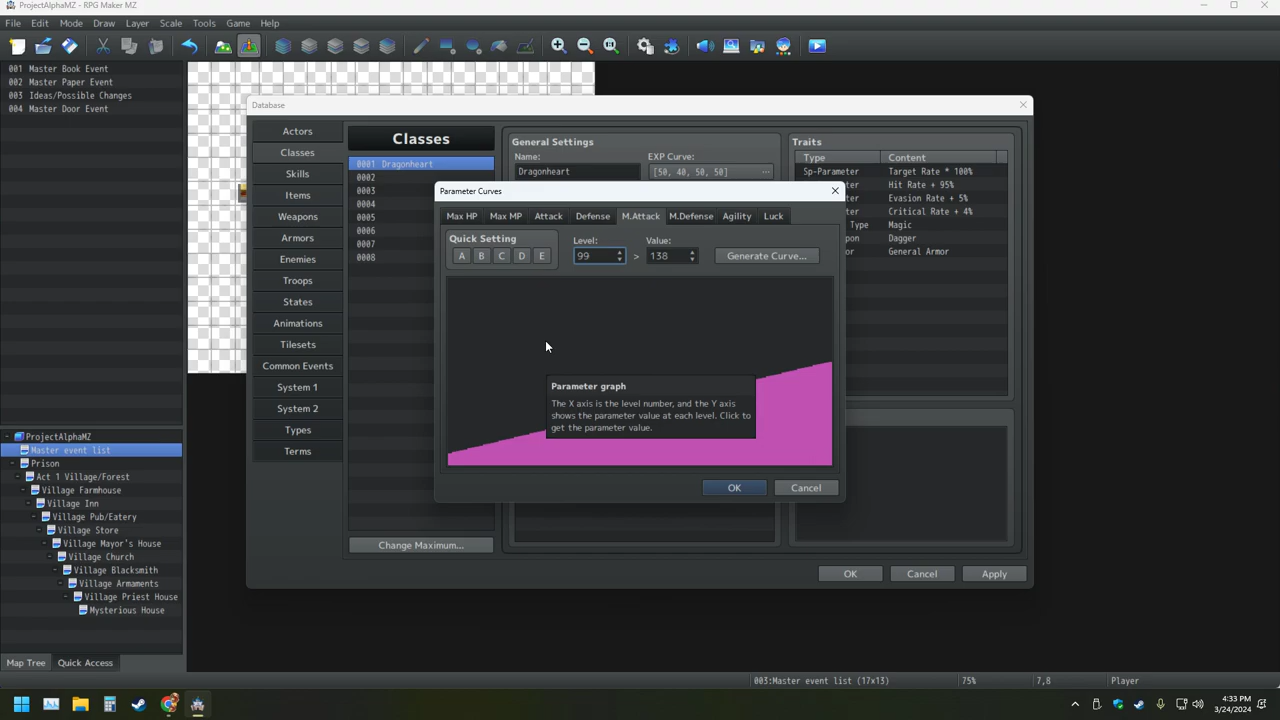 ProjectAlphaMZ - RPG Maker MZ
File Edit Mode Draw Layer Scale Tools Game Help
001 Master Book Event
002 Master Paper Event
003 Ideas/Possible Changes
004 Master Door Event
Database
Actors
Classes
Skills
Items
Weapons
Armors
Enemies
Troops
States
Animations
Tilesets
Common Events
System 1
System 2
Types
Terms
Classes
0001 Dragonheart
0002
0003
0004
0005
0006
0007
0008
Change Maximum...
General Settings
Name:
Dragonheart
EXP Curve:
[50, 40, 50, 50] ...
Traits
Type Content
Sp-Parameter Target Rate * 100%
ter Hit Rate + 95%
ter Evasion Rate + 5%
ter Critical Rate + 4%
Type Magic
pon Dagger
or General Armor
Parameter Curves
Max HP Max MP Attack Defense M.Attack M.Defense Agility Luck
Quick Setting
A B C D E
Level: Value:
99 > 138
Generate Curve...
Parameter graph
The X axis is the level number, and the Y axis
shows the parameter value at each level. Click to
get the parameter value.
OK Cancel
OK Cancel Apply
ProjectAlphaMZ
Master event list
Prison
Act 1 Village/Forest
Village Farmhouse
Village Inn
Village Pub/Eatery
Village Store
Village Mayor's House
Village Church
Village Blacksmith
Village Armaments
Village Priest House
Mysterious House
Map Tree Quick Access
003:Master event list (17x13) 75% 7,8 Player
4:33 PM
3/24/2024